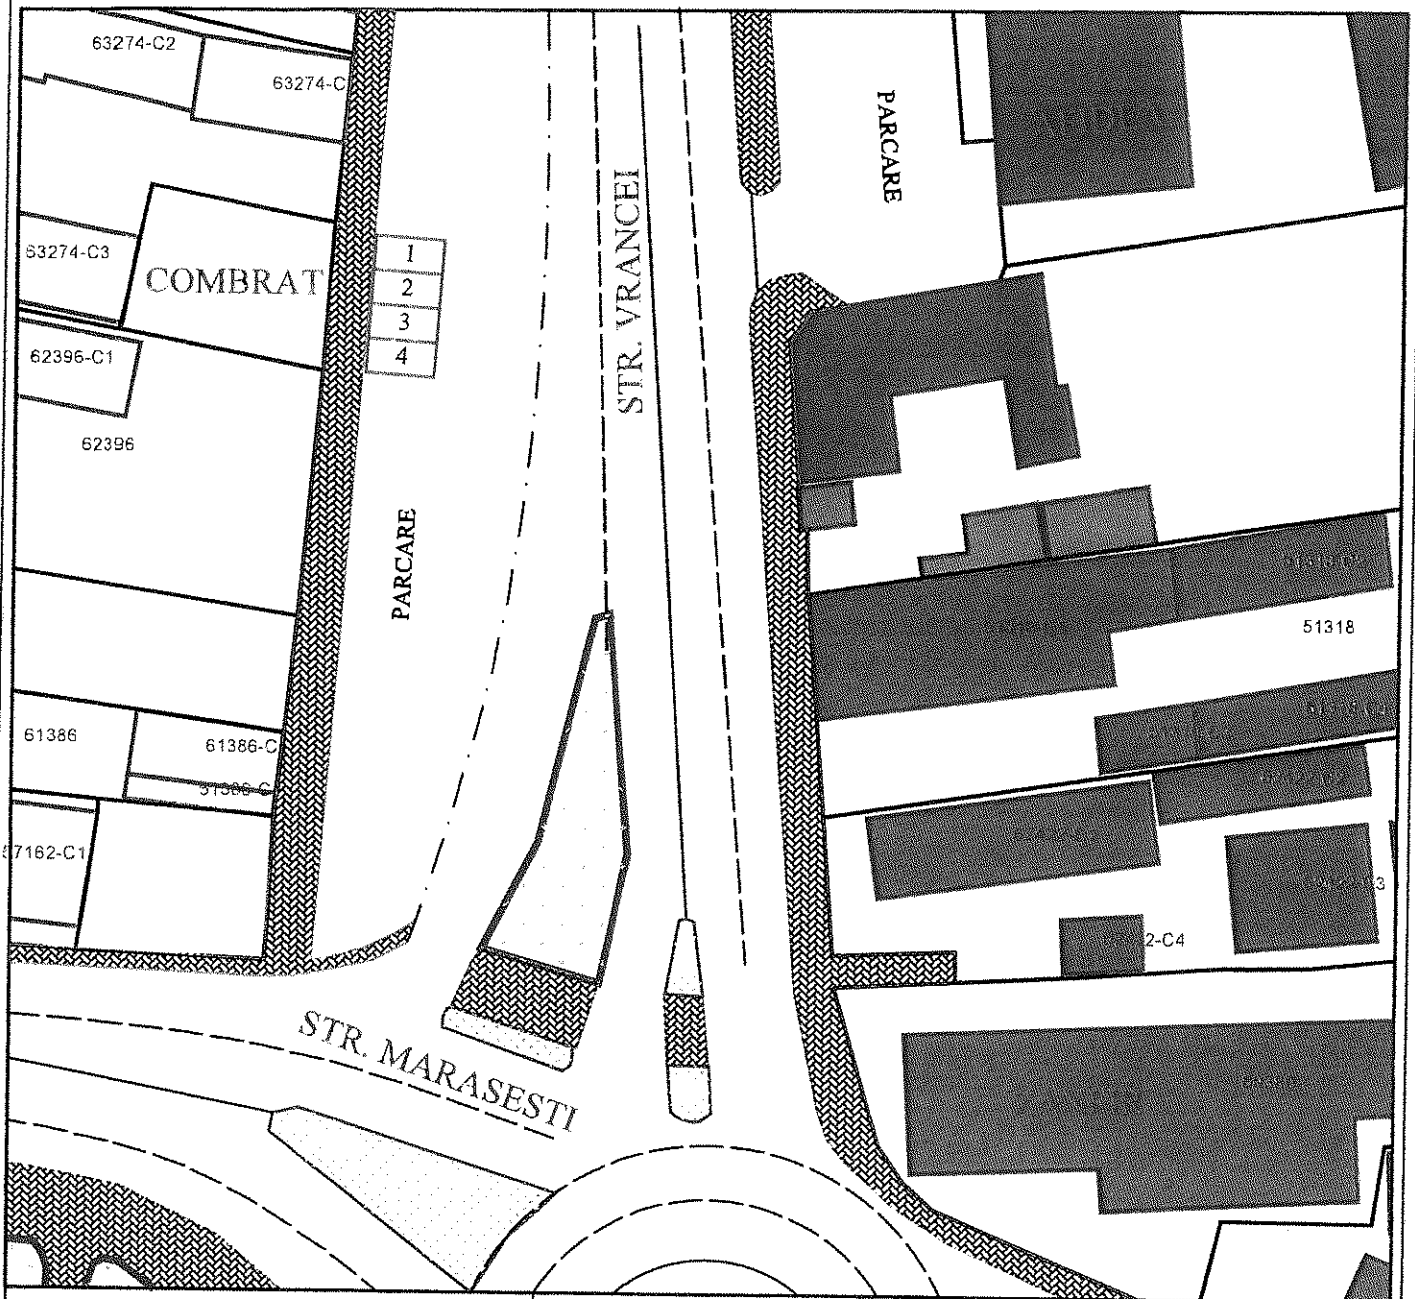 63274-C2
63274-C
PARCARE
STR. VRANCEI
63274-C3
COMBRAT
1
2
3
4
62396-C1
62396
PARCARE
51318
61386
61386-C
7162-C1
2-C4
STR. MARASESTI